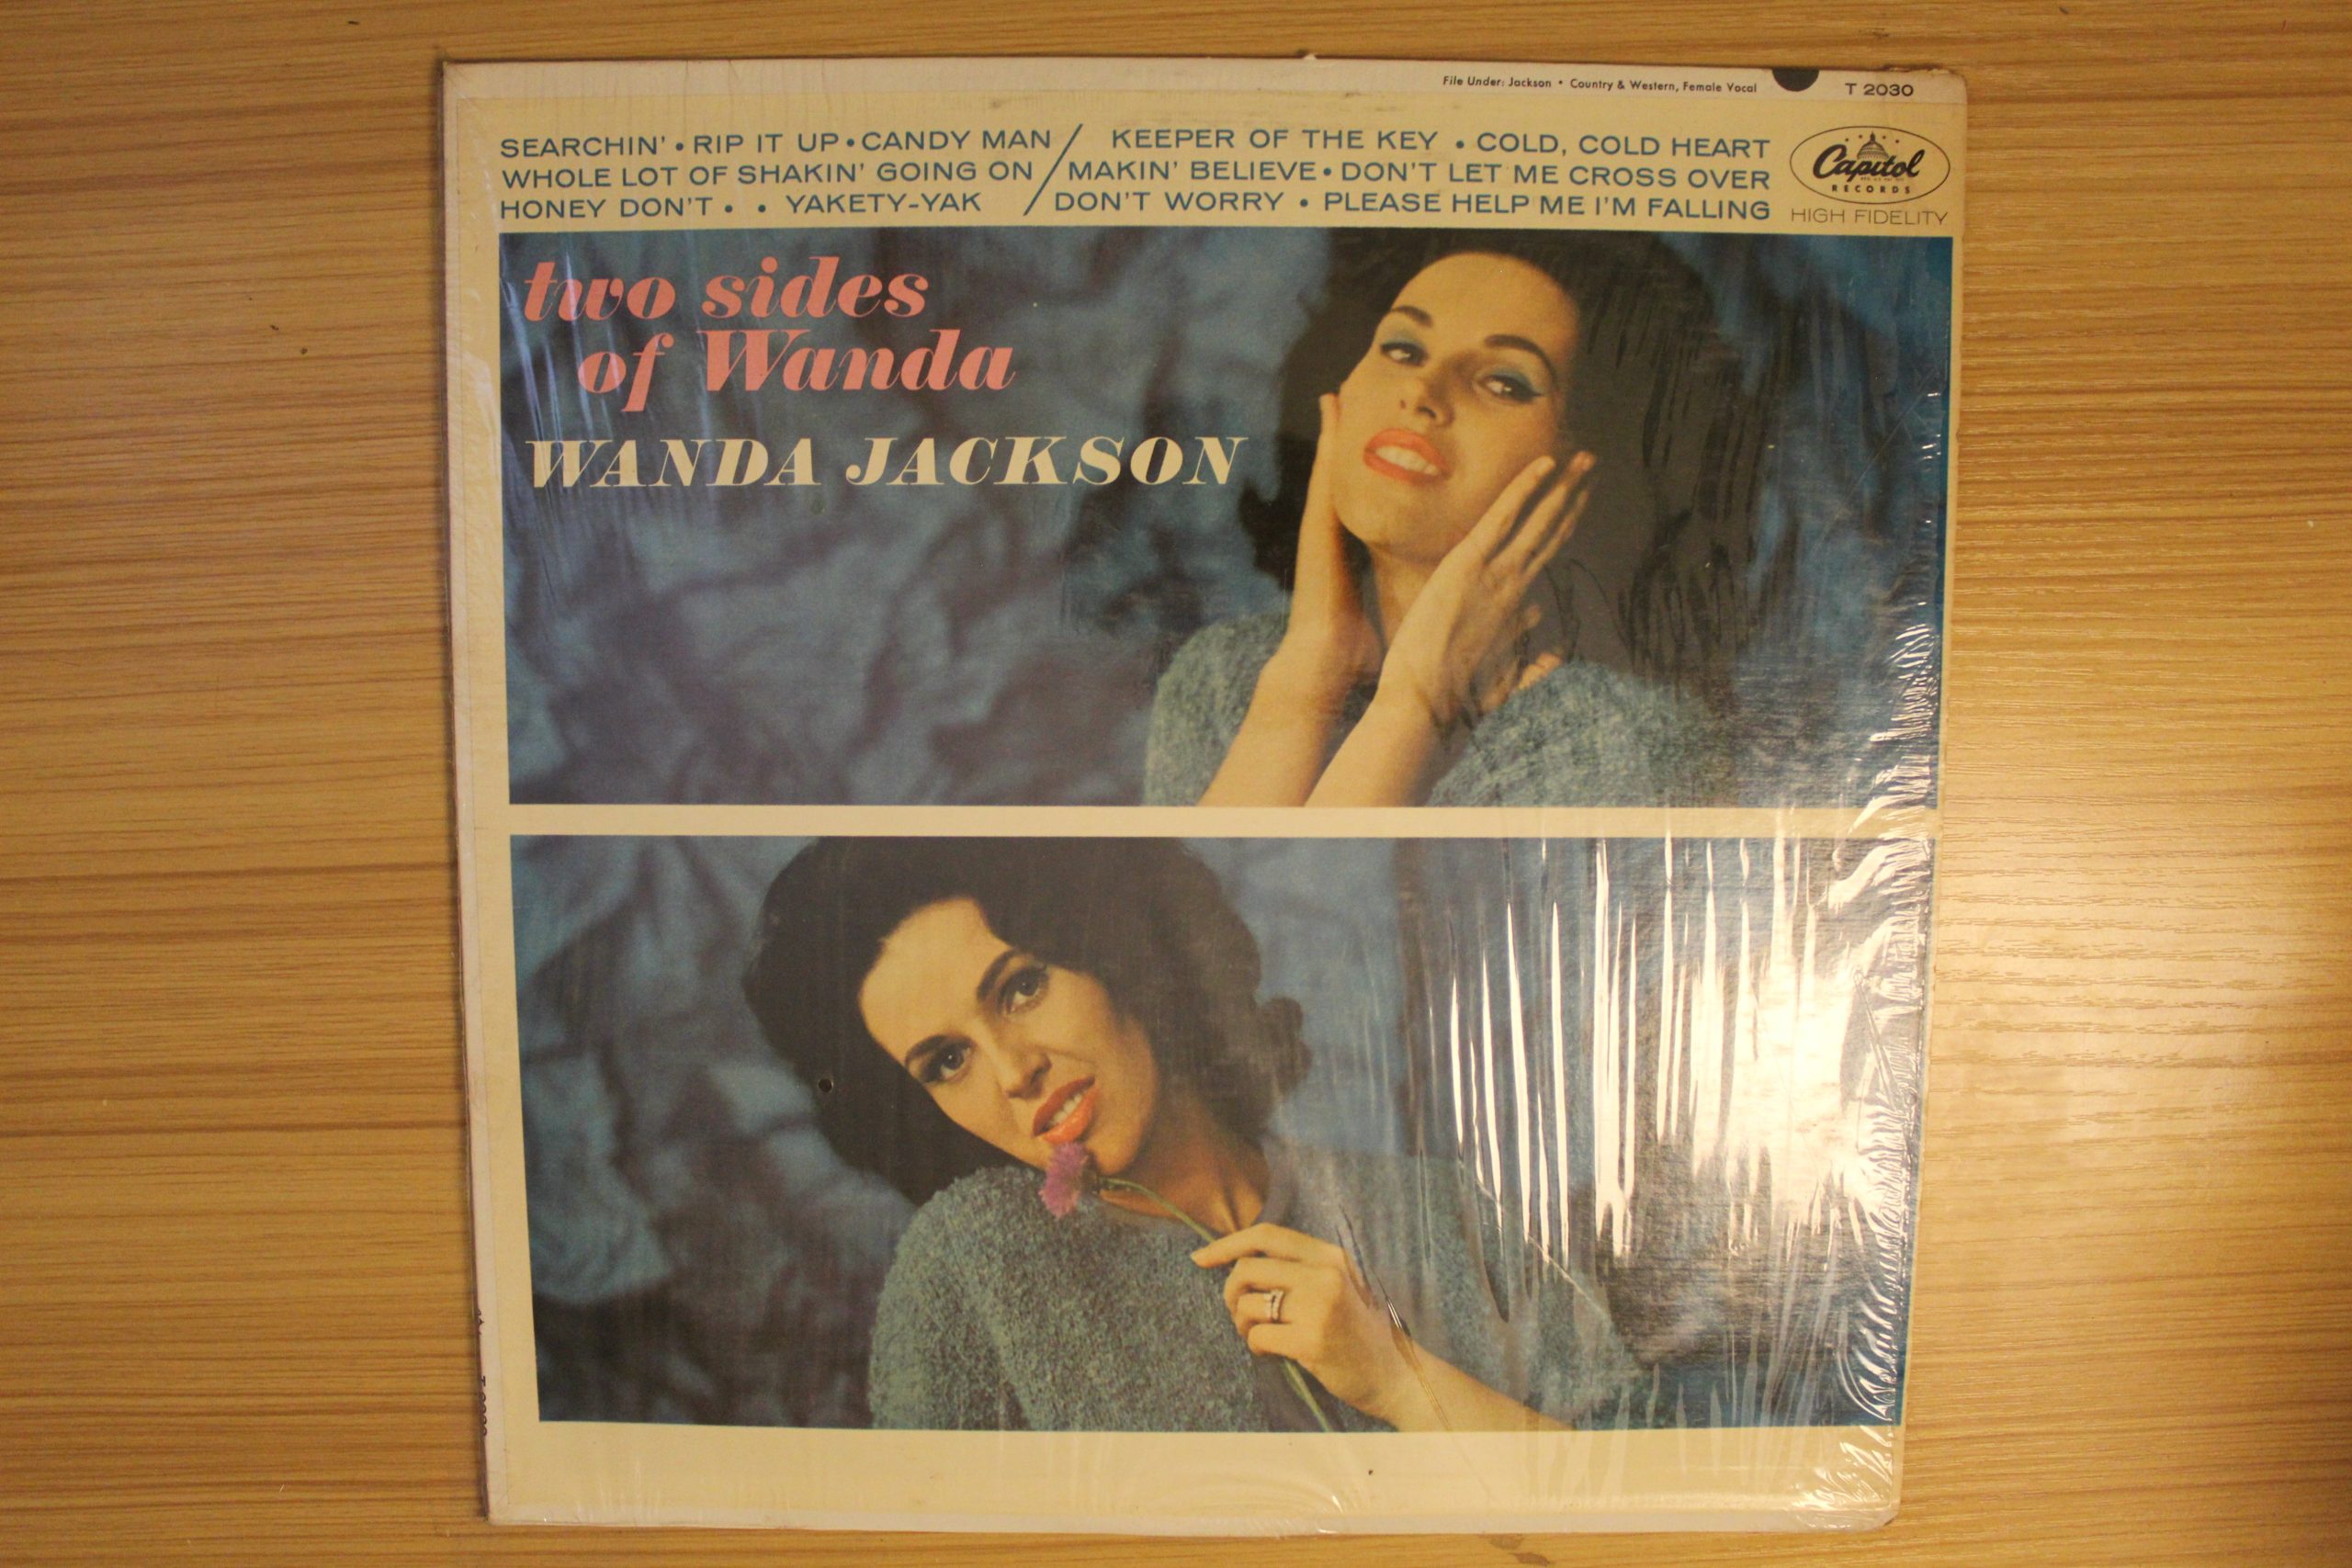 File Under: Jackson • Country & Western, Female Vocal
T 2030
SEARCHIN' • RIP IT UP • CANDY MAN / KEEPER OF THE KEY • COLD, COLD HEART
WHOLE LOT OF SHAKIN' GOING ON / MAKIN' BELIEVE • DON'T LET ME CROSS OVER
HONEY DON'T • • YAKETY-YAK / DON'T WORRY • PLEASE HELP ME I'M FALLING
Capitol
RECORDS
HIGH FIDELITY
two sides
of Wanda
WANDA JACKSON